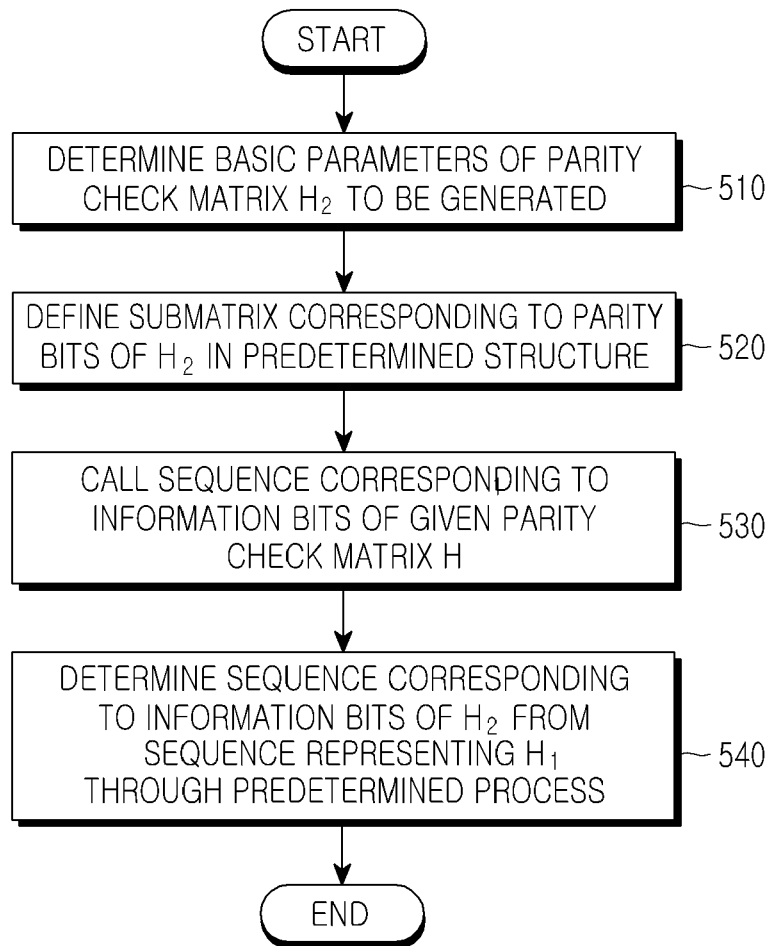 START
DETERMINE BASIC PARAMETERS OF PARITY
CHECK MATRIX H₂ TO BE GENERATED
510
DEFINE SUBMATRIX CORRESPONDING TO PARITY
BITS OF H₂ IN PREDETERMINED STRUCTURE
520
CALL SEQUENCE CORRESPONDING TO
INFORMATION BITS OF GIVEN PARITY
CHECK MATRIX H
530
DETERMINE SEQUENCE CORRESPONDING
TO INFORMATION BITS OF H₂ FROM
SEQUENCE REPRESENTING H₁
THROUGH PREDETERMINED PROCESS
540
END